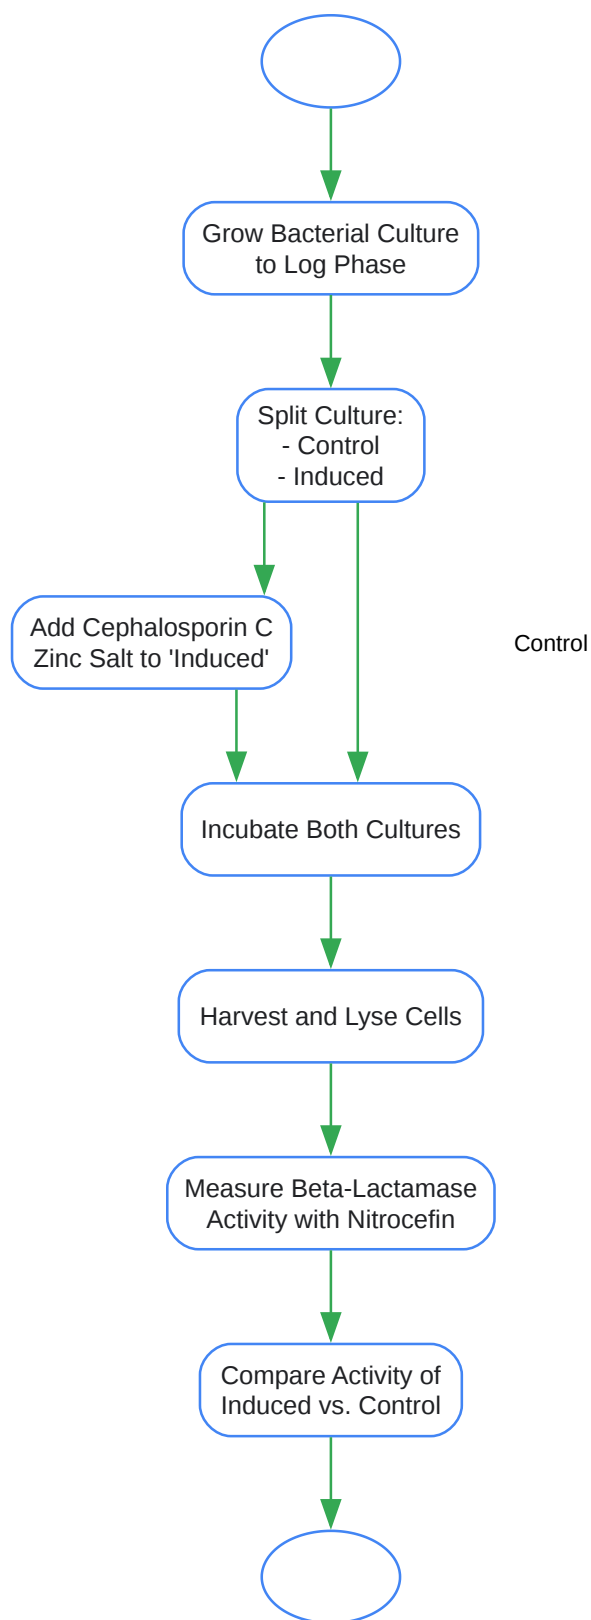 Grow Bacterial Culture
to Log Phase
Split Culture:
- Control
- Induced
Add Cephalosporin C
Zinc Salt to 'Induced'
Control
Incubate Both Cultures
Harvest and Lyse Cells
Measure Beta-Lactamase
Activity with Nitrocefin
Compare Activity of
Induced vs. Control